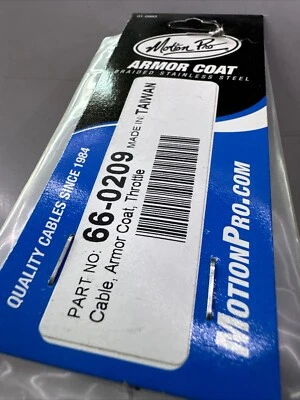 Motion Pro
ARMOR COAT
BRAIDED STAINLESS STEEL
PART NO: 66-0209 MADE IN: TAIWAN
Cable, Armor Coat, Throttle
QUALITY CABLES SINCE 1984
MOTIONPRO.COM